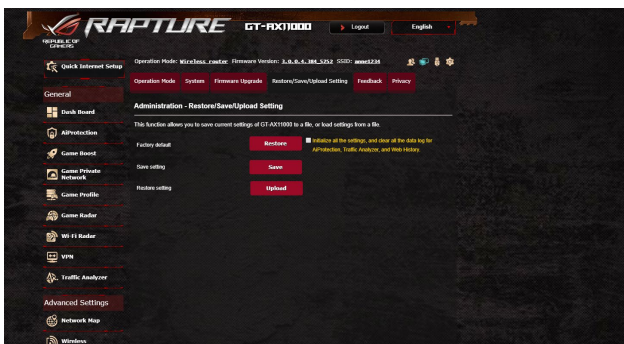 REPUBLIC OF
GAMERS
RAPTURE GT-AX11000 Logout English
Quick Internet Setup
Operation Mode: Wireless router Firmware Version: 3.0.0.4.384_5252 SSID: anne1234
Operation Mode System Firmware Upgrade Restore/Save/Upload Setting Feedback Privacy
General
Dash Board
AiProtection
Game Boost
Game Private
Network
Game Profile
Game Radar
Wi-Fi Radar
VPN
Traffic Analyzer
Advanced Settings
Network Map
Wireless
Administration - Restore/Save/Upload Setting
This function allows you to save current settings of GT-AX11000 to a file, or load settings from a file.
Factory default Restore Initialize all the settings, and clear all the data log for
AiProtection, Traffic Analyzer, and Web History.
Save setting Save
Restore setting Upload